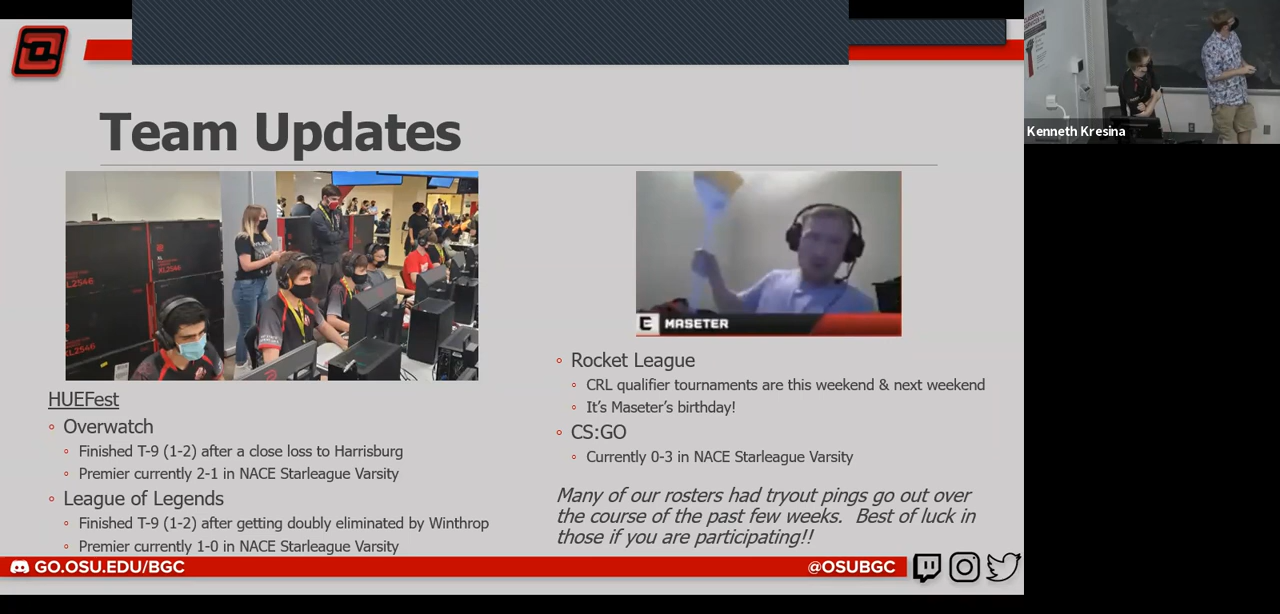 Team Updates
XL2546
XL2546
XL2546
MASETER
HUEFest
Overwatch
Finished T-9 (1-2) after a close loss to Harrisburg
Premier currently 2-1 in NACE Starleague Varsity
League of Legends
Finished T-9 (1-2) after getting doubly eliminated by Winthrop
Premier currently 1-0 in NACE Starleague Varsity
Rocket League
CRL qualifier tournaments are this weekend & next weekend
It's Maseter's birthday!
CS:GO
Currently 0-3 in NACE Starleague Varsity
Many of our rosters had tryout pings go out over
the course of the past few weeks.  Best of luck in
those if you are participating!!
GO.OSU.EDU/BGC
@OSUBGC
Kenneth Kresina